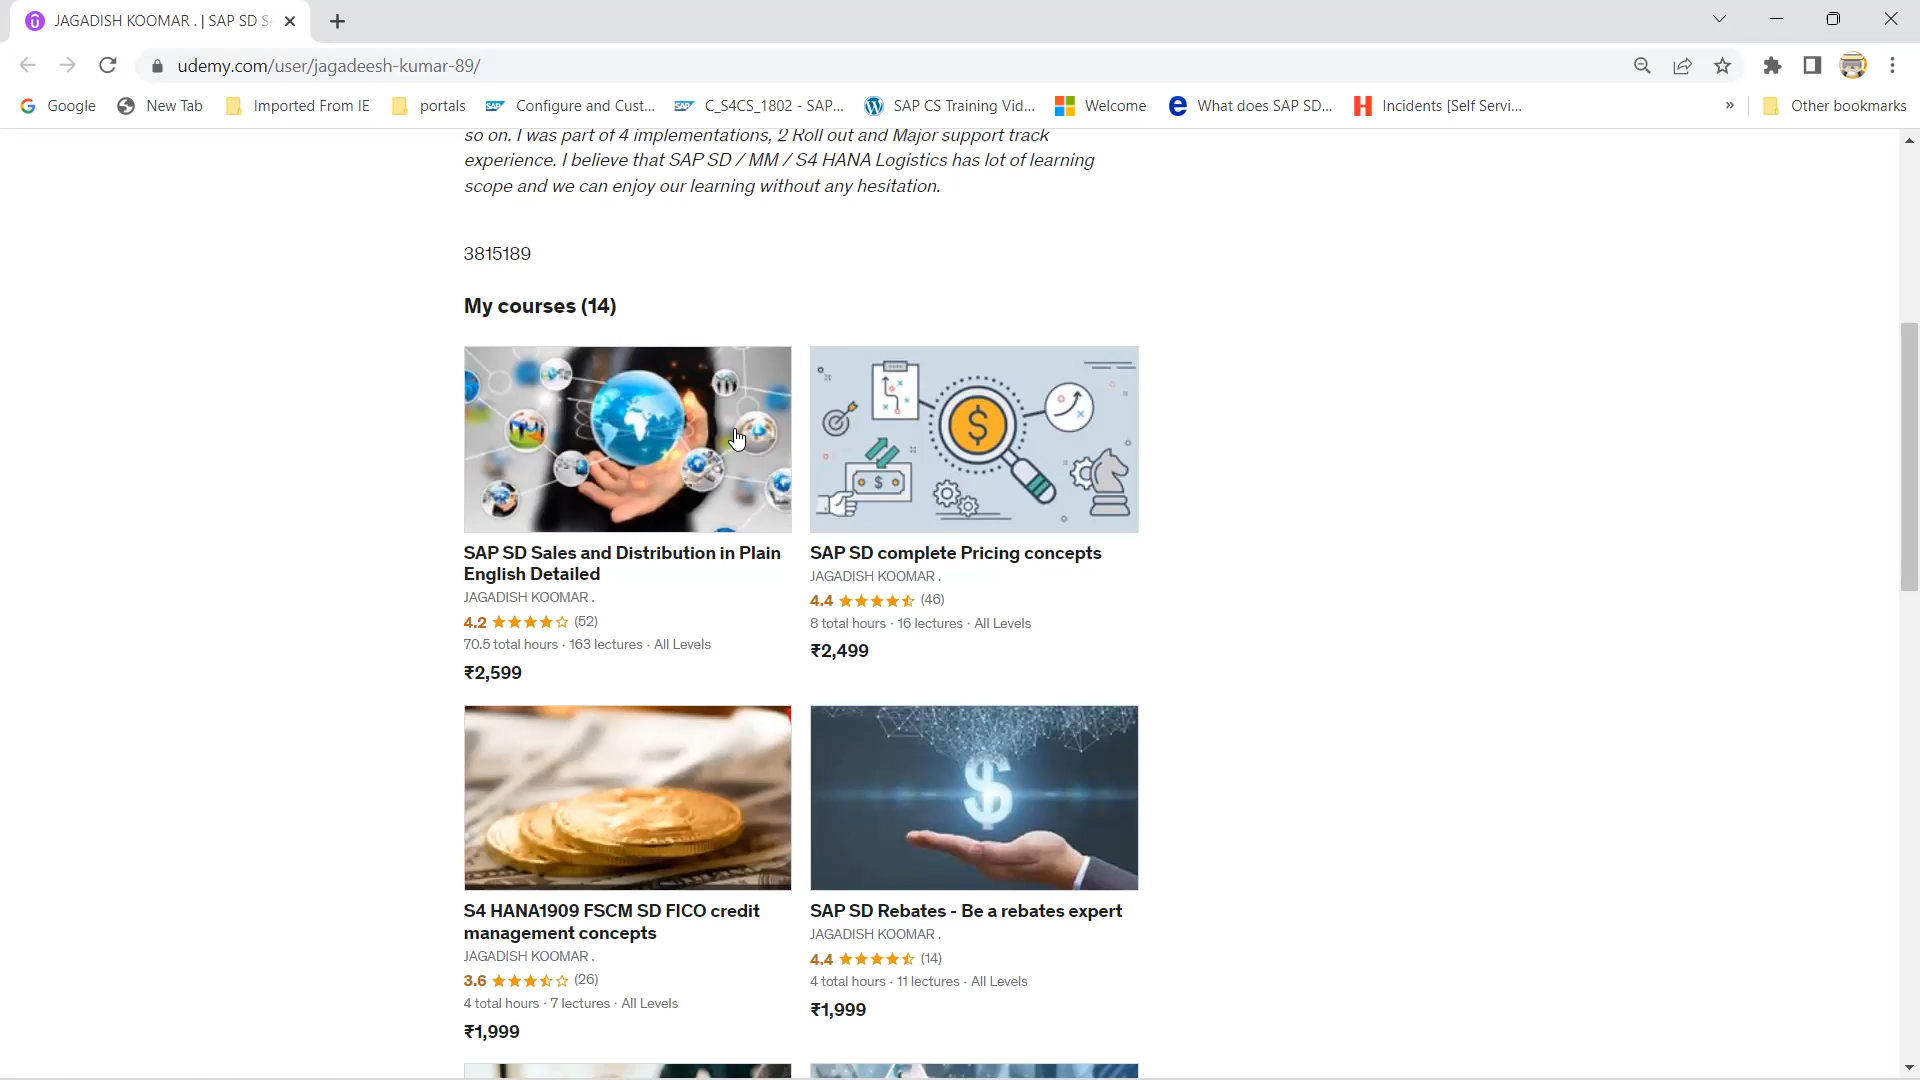 JAGADISH KOOMAR . | SAP SD S
udemy.com/user/jagadeesh-kumar-89/
Google
New Tab
Imported From IE
portals
SAP
Configure and Cust...
SAP
C_S4CS_1802 - SAP...
SAP CS Training Vid...
Welcome
What does SAP SD...
Incidents [Self Servi...
»
Other bookmarks
so on. I was part of 4 implementations, 2 Roll out and Major support track
experience. I believe that SAP SD / MM / S4 HANA Logistics has lot of learning
scope and we can enjoy our learning without any hesitation.
3815189
My courses (14)
SAP SD Sales and Distribution in Plain
English Detailed
JAGADISH KOOMAR .
4.2 (52)
70.5 total hours · 163 lectures · All Levels
₹2,599
SAP SD complete Pricing concepts
JAGADISH KOOMAR .
4.4 (46)
8 total hours · 16 lectures · All Levels
₹2,499
S4 HANA1909 FSCM SD FICO credit
management concepts
JAGADISH KOOMAR .
3.6 (26)
4 total hours · 7 lectures · All Levels
₹1,999
SAP SD Rebates - Be a rebates expert
JAGADISH KOOMAR .
4.4 (14)
4 total hours · 11 lectures · All Levels
₹1,999